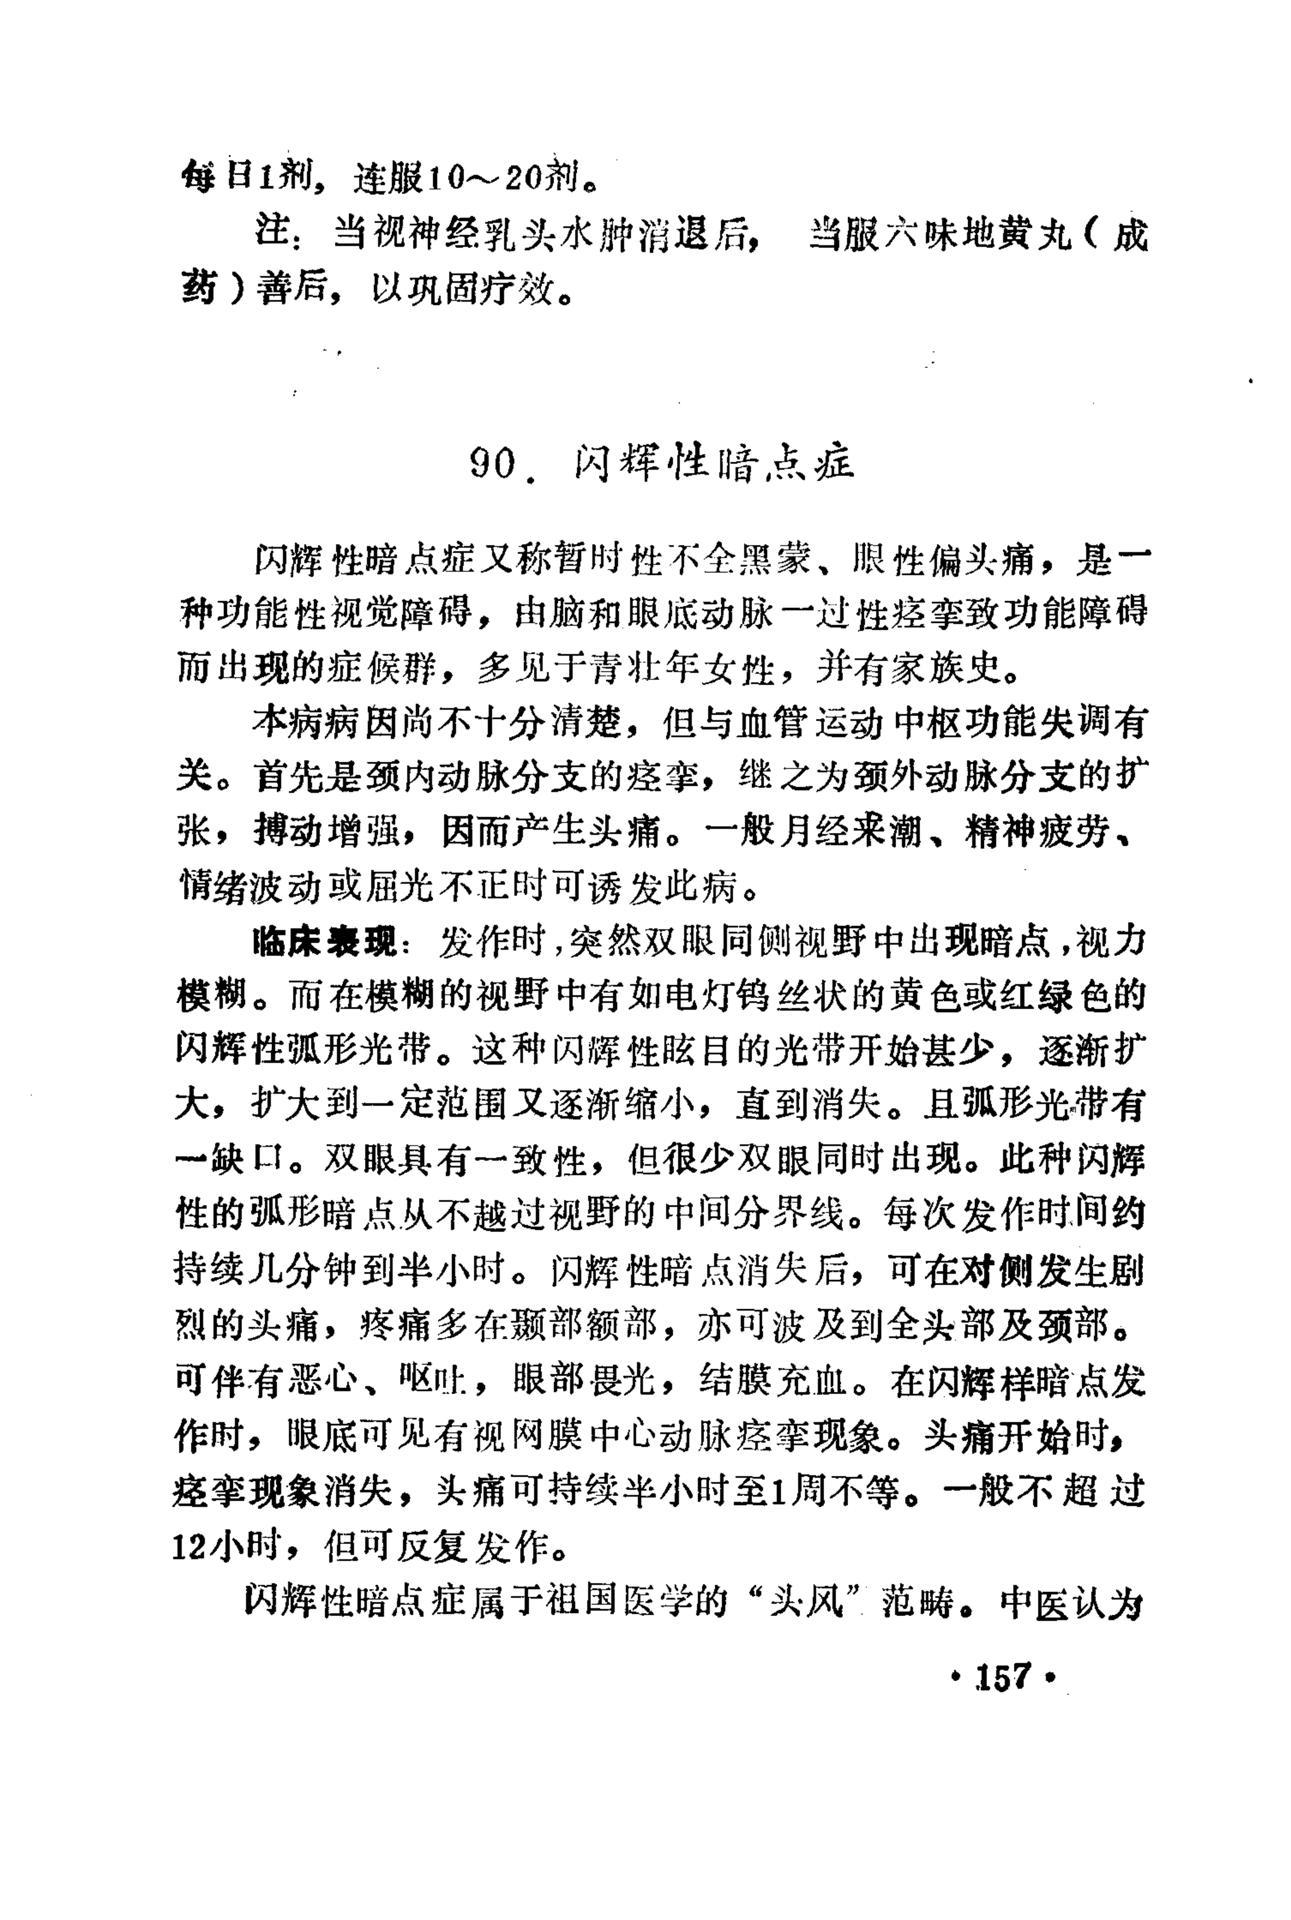 每日1剂，连服10～20剂。
注：当视神经乳头水肿消退后，当服六味地黄丸（成
药）善后，以巩固疗效。
90．闪辉性暗点症
闪辉性暗点症又称暂时性不全黑蒙、眼性偏头痛，是一
种功能性视觉障碍，由脑和眼底动脉一过性痉挛致功能障碍
而出现的症候群，多见于青壮年女性，并有家族史。
本病病因尚不十分清楚，但与血管运动中枢功能失调有
关。首先是颈内动脉分支的痉挛，继之为颈外动脉分支的扩
张，搏动增强，因而产生头痛。一般月经来潮、精神疲劳、
情绪波动或屈光不正时可诱发此病。
临床表现：发作时，突然双眼同侧视野中出现暗点，视力
模糊。而在模糊的视野中有如电灯钨丝状的黄色或红绿色的
闪辉性弧形光带。这种闪辉性眩目的光带开始甚少，逐渐扩
大，扩大到一定范围又逐渐缩小，直到消失。且弧形光带有
一缺口。双眼具有一致性，但很少双眼同时出现。此种闪辉
性的弧形暗点从不越过视野的中间分界线。每次发作时间约
持续几分钟到半小时。闪辉性暗点消失后，可在对侧发生剧
烈的头痛，疼痛多在颞部额部，亦可波及到全头部及颈部。
可伴有恶心、呕吐，眼部畏光，结膜充血。在闪辉样暗点发
作时，眼底可见有视网膜中心动脉痉挛现象。头痛开始时，
痉挛现象消失，头痛可持续半小时至1周不等。一般不超过
12小时，但可反复发作。
闪辉性暗点症属于祖国医学的“头风”范畴。中医认为
·157·